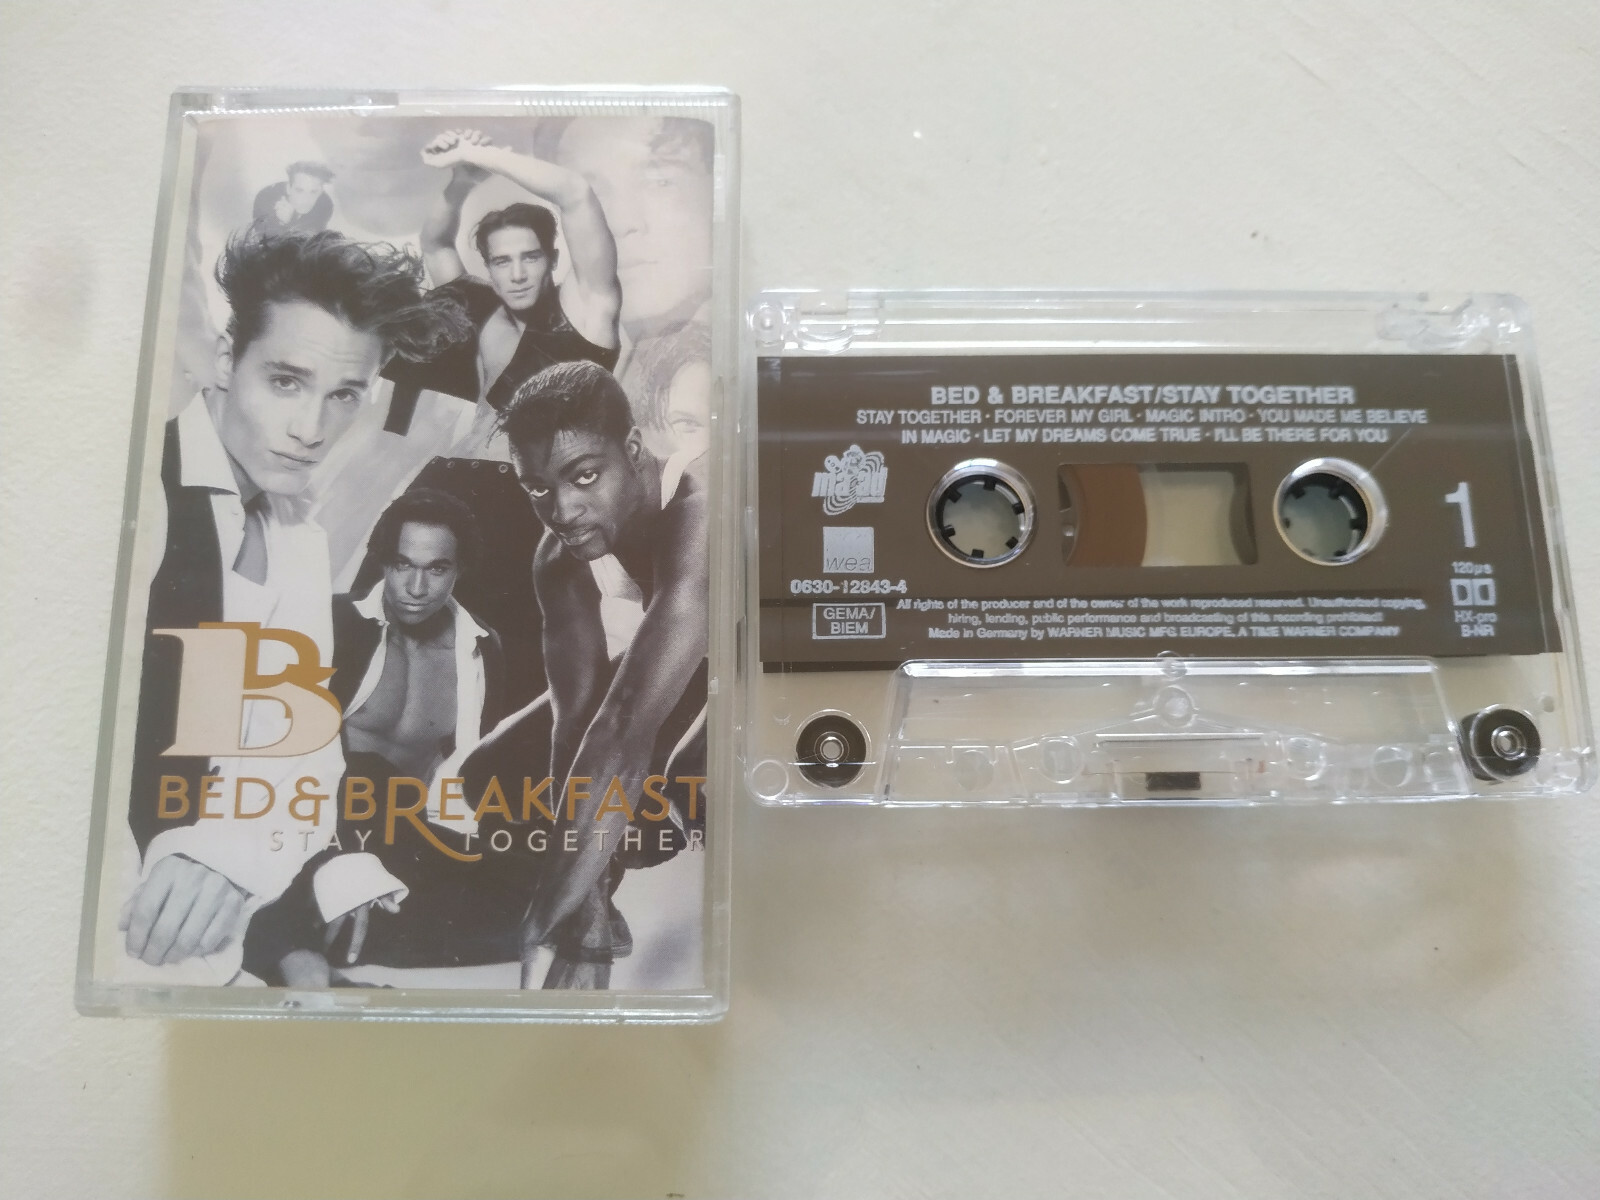 B
BED & BREAKFAST
STAY TOGETHER
BED & BREAKFAST/STAY TOGETHER
STAY TOGETHER · FOREVER MY GIRL · MAGIC INTRO · YOU MADE ME BELIEVE
IN MAGIC · LET MY DREAMS COME TRUE · I'LL BE THERE FOR YOU
wea
0630-12843-4
GEMA/
BIEM
1
120µs
HX-pro
B-NR
All rights of the producer and of the owner of the work reproduced reserved. Unauthorized copying,
hiring, lending, public performance and broadcasting of this recording prohibited!
Made in Germany by WARNER MUSIC MFG EUROPE. A TIME WARNER COMPANY